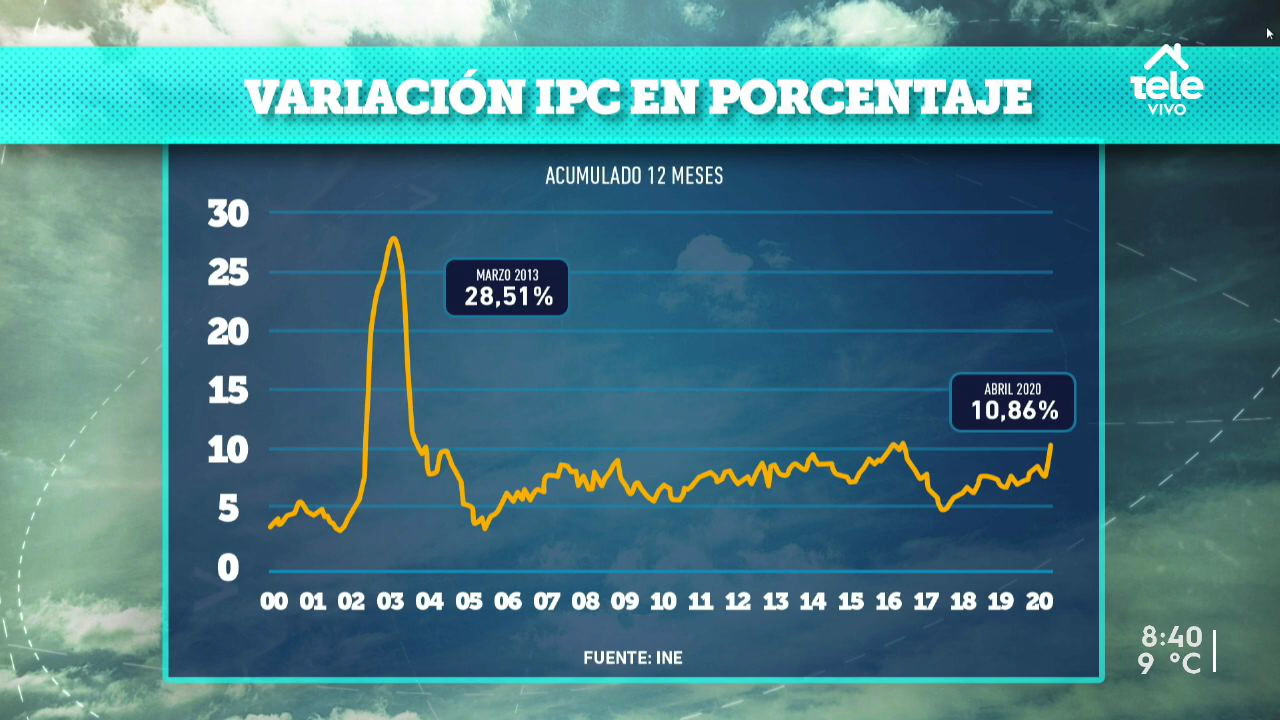 VARIACIÓN IPC EN PORCENTAJE
tele
VIVO
ACUMULADO 12 MESES
30
25
20
15
10
5
0
MARZO 2013
28,51%
ABRIL 2020
10,86%
00 01 02 03 04 05 06 07 08 09 10 11 12 13 14 15 16 17 18 19 20
FUENTE: INE
8:40
9 °C